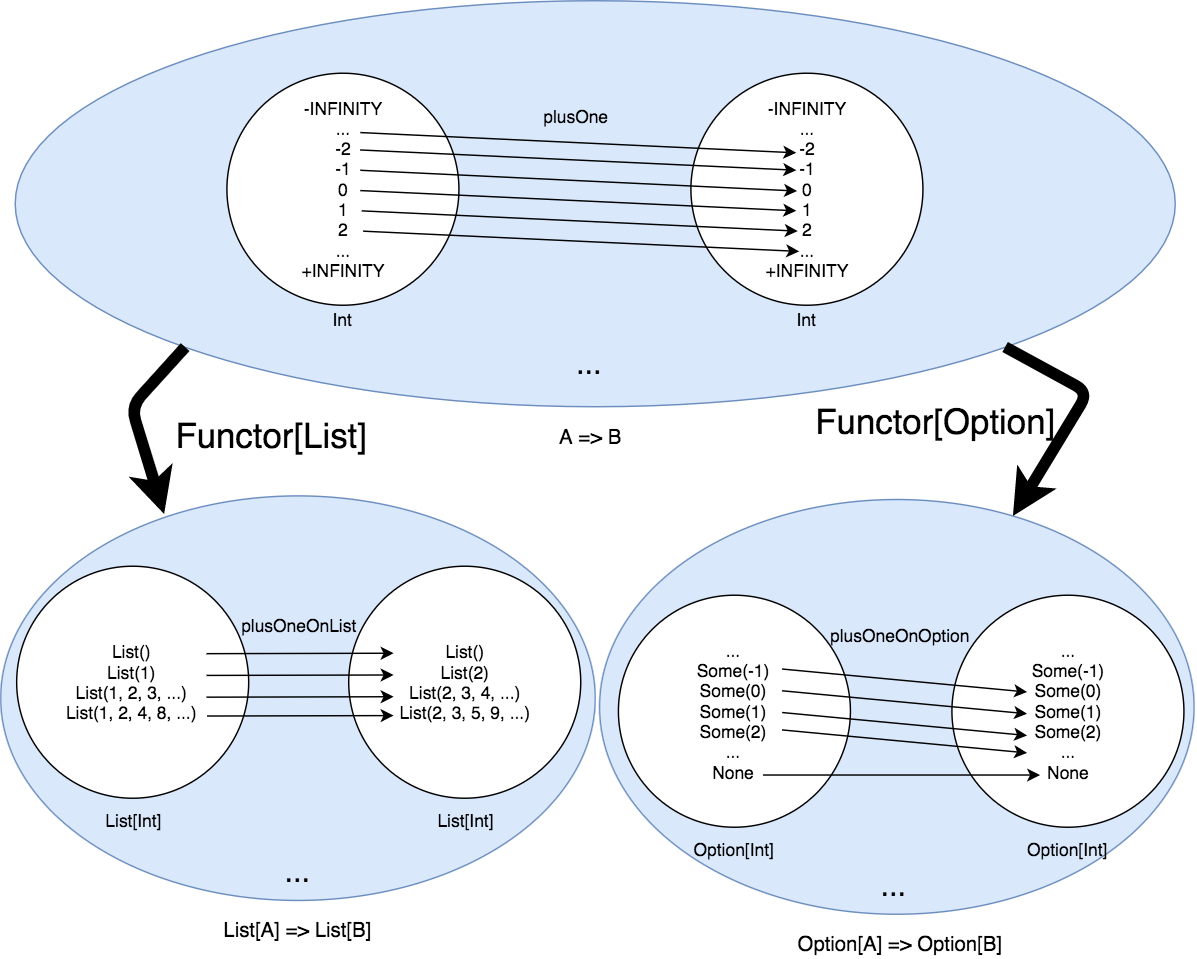 -INFINITY
...
-2
-1
0
1
2
...
+INFINITY
Int
plusOne
-INFINITY
...
-2
-1
0
1
2
...
+INFINITY
Int
...
A => B
Functor[List]
Functor[Option]
List()
List(1)
List(1, 2, 3, ...)
List(1, 2, 4, 8, ...)
List[Int]
plusOneOnList
List()
List(2)
List(2, 3, 4, ...)
List(2, 3, 5, 9, ...)
List[Int]
...
List[A] => List[B]
...
Some(-1)
Some(0)
Some(1)
Some(2)
...
None
Option[Int]
plusOneOnOption
...
Some(-1)
Some(0)
Some(1)
Some(2)
...
None
Option[Int]
...
Option[A] => Option[B]